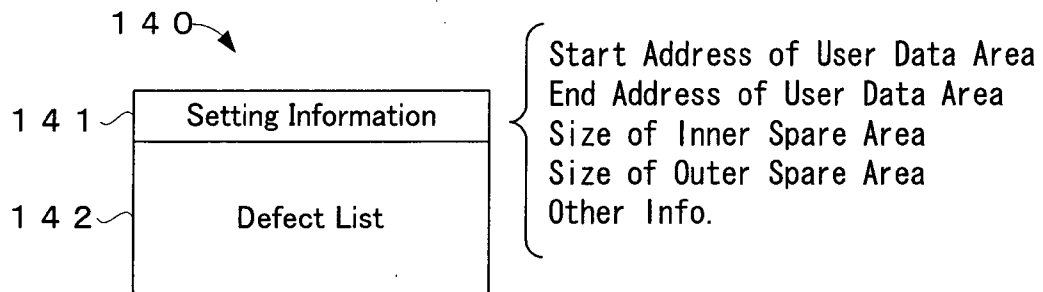 140
Start Address of User Data Area
End Address of User Data Area
141
Setting Information
Size of Inner Spare Area
Size of Outer Spare Area
Other Info.
142
Defect List